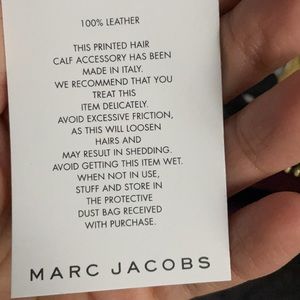 100% LEATHER
THIS PRINTED HAIR
CALF ACCESSORY HAS BEEN
MADE IN ITALY.
WE RECOMMEND THAT YOU
TREAT THIS
ITEM DELICATELY.
AVOID EXCESSIVE FRICTION,
AS THIS WILL LOOSEN
HAIRS AND
MAY RESULT IN SHEDDING.
AVOID GETTING THIS ITEM WET.
WHEN NOT IN USE,
STUFF AND STORE IN
THE PROTECTIVE
DUST BAG RECEIVED
WITH PURCHASE.
MARC JACOBS